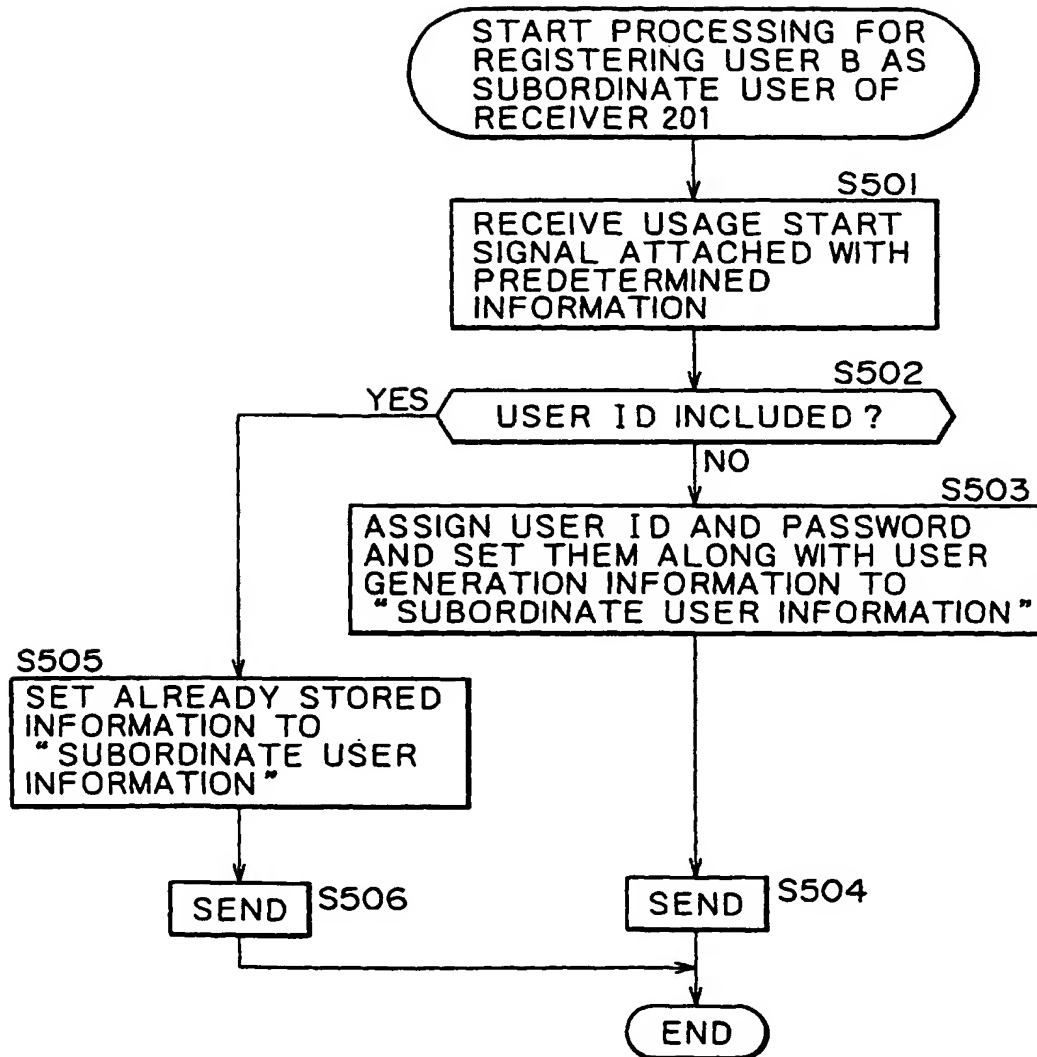 START PROCESSING FOR
REGISTERING USER B AS
SUBORDINATE USER OF
RECEIVER 201
S501
RECEIVE USAGE START
SIGNAL ATTACHED WITH
PREDETERMINED
INFORMATION
S502
YES
USER ID INCLUDED?
NO
S503
ASSIGN USER ID AND PASSWORD
AND SET THEM ALONG WITH USER
GENERATION INFORMATION TO
"SUBORDINATE USER INFORMATION"
S505
SET ALREADY STORED
INFORMATION TO
"SUBORDINATE USER
INFORMATION"
SEND
S506
SEND
S504
END